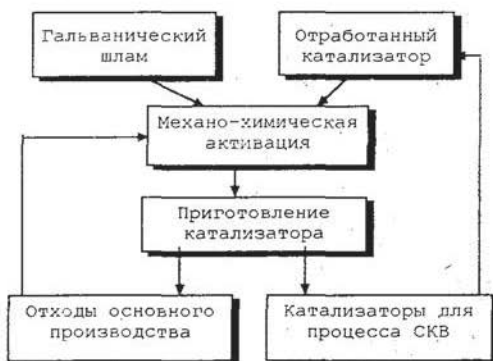 Гальванический
шлам
Отработанный
катализатор
Механо-химическая
активация
Приготовление
катализатора
Отходы основного
производства
Катализаторы для
процесса СКВ